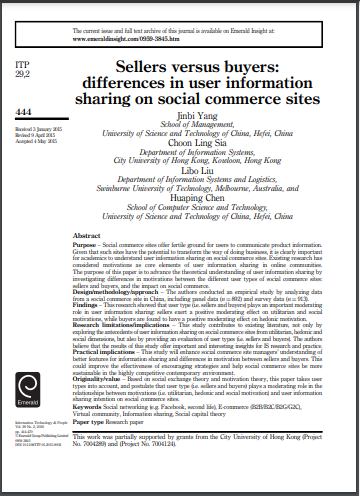 The current issue and full text archive of this journal is available on Emerald Insight at:
www.emeraldinsight.com/0959-3845.htm
ITP
29,2
444
Received 3 January 2015
Revised 9 April 2015
Accepted 4 May 2015
Sellers versus buyers:
differences in user information
sharing on social commerce sites
Jinbi Yang
School of Management,
University of Science and Technology of China, Hefei, China
Choon Ling Sia
Department of Information Systems,
City University of Hong Kong, Kowloon, Hong Kong
Libo Liu
Department of Information Systems and Logistics,
Swinburne University of Technology, Melbourne, Australia, and
Huaping Chen
School of Computer Science and Technology,
University of Science and Technology of China, Hefei, China
Abstract
Purpose – Social commerce sites offer fertile ground for users to communicate product information.
Given that such sites have the potential to transform the way of doing business, it is clearly important
for academics to understand user information sharing on social commerce sites. Existing research has
considered motivations as core elements of user information sharing in online communities.
The purpose of this paper is to advance the theoretical understanding of user information sharing by
investigating differences in motivations between the different user types of social commerce sites:
sellers and buyers, and the impact on social commerce.
Design/methodology/approach – The authors conducted an empirical study by analyzing data
from a social commerce site in China, including panel data (n = 892) and survey data (n = 913).
Findings – This research showed that user type (i.e. sellers and buyers) plays an important moderating
role in user information sharing: sellers exert a positive moderating effect on utilitarian and social
motivations, while buyers are found to have a positive moderating effect on hedonic motivation.
Research limitations/implications – This study contributes to existing literature, not only by
exploring the antecedents of user information sharing on social commerce sites from utilitarian, hedonic and
social dimensions, but also by providing an evaluation of user types (i.e. sellers and buyers). The authors
believe that the results of this study offer important and interesting insights for IS research and practice.
Practical implications – This study will enhance social commerce site managers' understanding of
better features for information sharing and difference in motivation between sellers and buyers. This
could improve the effectiveness of encouraging strategies and help social commerce sites to be more
sustainable in the highly competitive contemporary environment.
Originality/value – Based on social exchange theory and motivation theory, this paper takes user
types into account, and postulate that user type (i.e. sellers and buyers) plays a moderating role in the
relationships between motivations (i.e. utilitarian, hedonic and social motivation) and user information
sharing intention on social commerce sites.
Keywords Social networking (e.g. Facebook, second life), E-commerce (B2B/B2C/B2G/G2C),
Virtual community, Information sharing, Social capital theory
Paper type Research paper
Emerald
Information Technology & People
Vol. 29 No. 2, 2016
© Emerald Group Publishing Limited
0959-3845
This work was partially supported by grants from the City University of Hong Kong (Project
No. 7004289) and (Project No. 7004124).